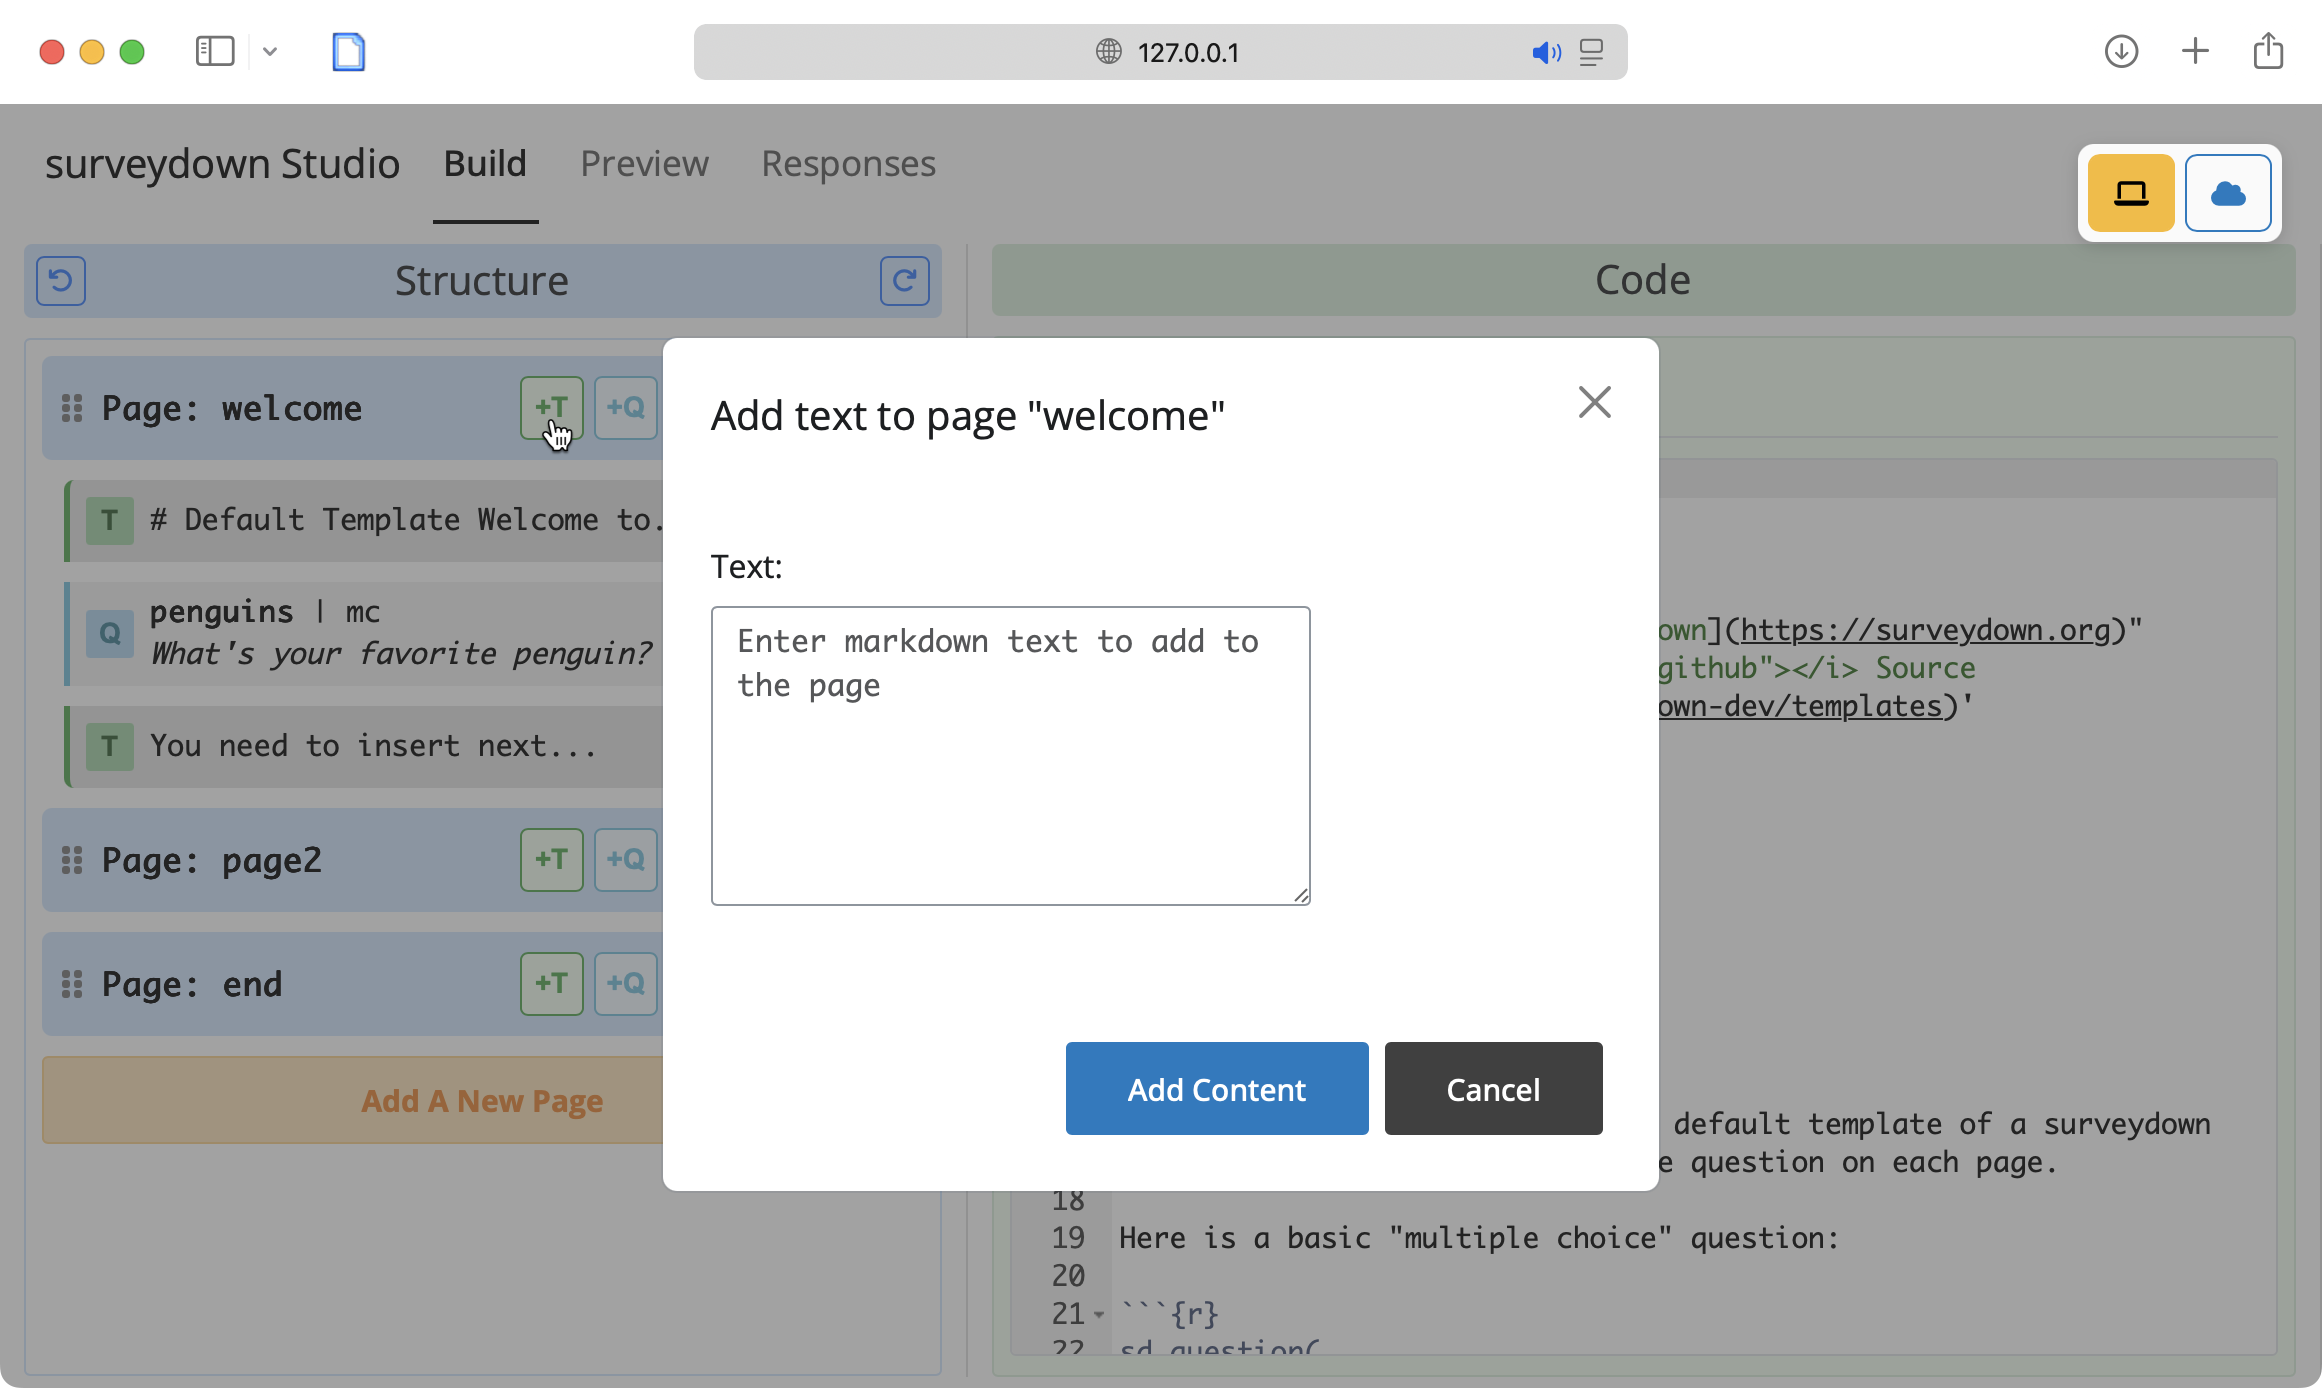 127.0.0.1
surveydown Studio
Build
Preview
Responses
Structure
Code
Page: welcome
+T
+Q
T
# Default Template Welcome to.
Q
penguins | mc
What's your favorite penguin?
T
You need to insert next...
Page: page2
+T
+Q
Page: end
+T
+Q
Add A New Page
Add text to page "welcome"
Text:
Enter markdown text to add to
the page
Add Content
Cancel
own](https://surveydown.org)"
github"></i> Source
own-dev/templates)'
default template of a surveydown
e question on each page.
18
19 Here is a basic "multiple choice" question:
20
21 ```{r}
22 sd_question(